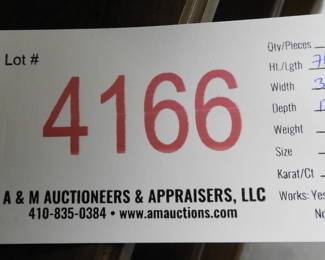 Lot #
4166
A & M AUCTIONEERS & APPRAISERS, LLC
410-835-0384 • www.amauctions.com
Qty/Pieces
Ht./Lgth
Width 3
Depth
Weight
Size
Karat/Ct
Works: Yes
No